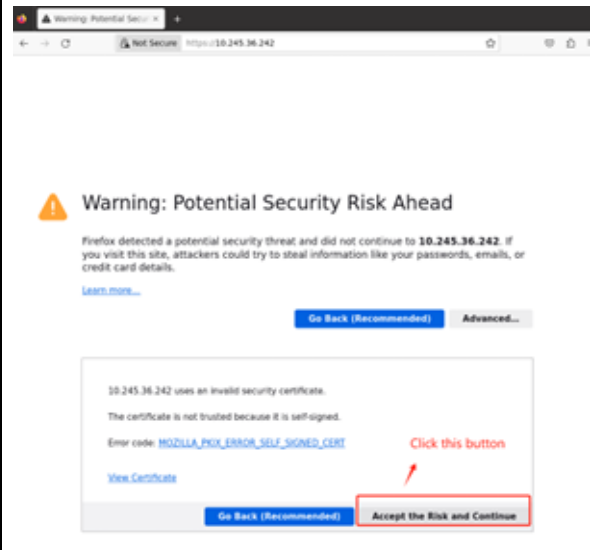 Warning: Potential Secur
Not Secure https://10.245.36.242
Warning: Potential Security Risk Ahead
Firefox detected a potential security threat and did not continue to 10.245.36.242. If
you visit this site, attackers could try to steal information like your passwords, emails, or
credit card details.
Learn more...
Go Back (Recommended) Advanced...
10.245.36.242 uses an invalid security certificate.
The certificate is not trusted because it is self-signed.
Error code: MOZILLA_PKIX_ERROR_SELF_SIGNED_CERT
Click this button
View Certificate
Go Back (Recommended) Accept the Risk and Continue